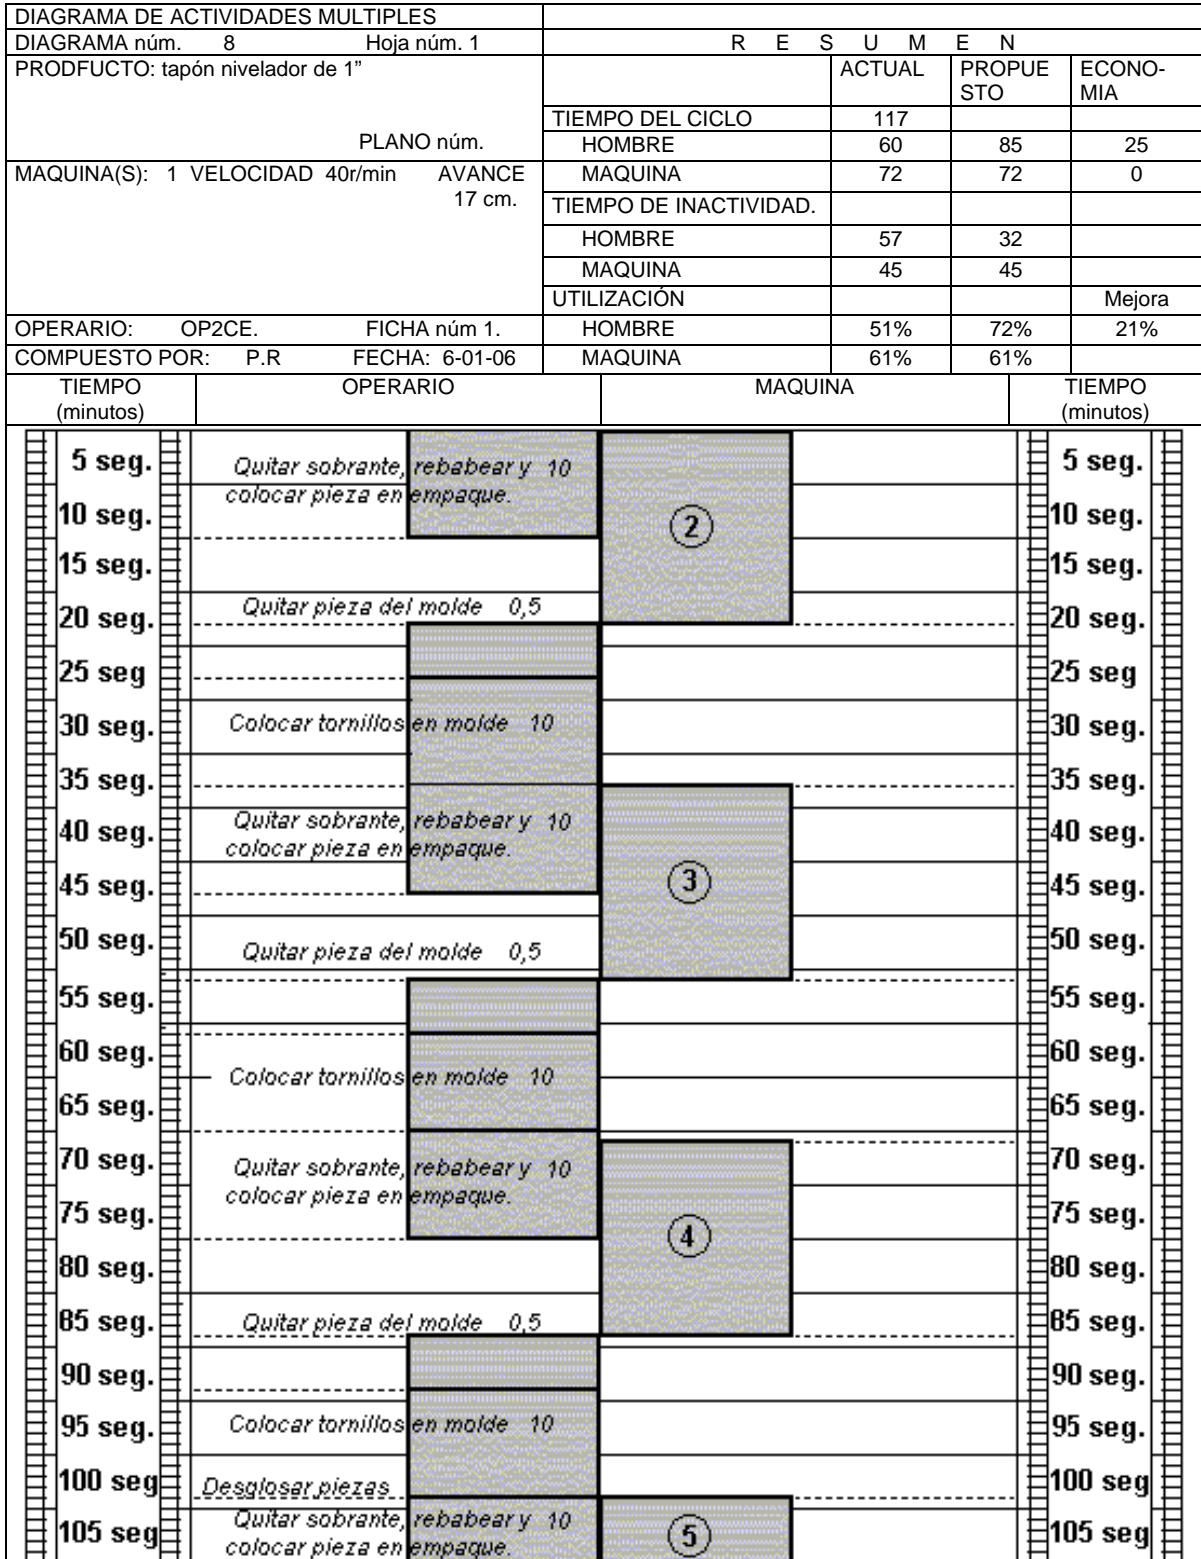 DIAGRAMA DE ACTIVIDADES MULTIPLES
DIAGRAMA núm. 8 Hoja núm. 1
R E S U M E N
PRODFUCTO: tapón nivelador de 1”
ACTUAL PROPUE ECONO-
STO MIA
TIEMPO DEL CICLO 117
PLANO núm.
HOMBRE 60 85 25
MAQUINA(S): 1 VELOCIDAD 40r/min AVANCE
17 cm.
MAQUINA 72 72 0
TIEMPO DE INACTIVIDAD.
HOMBRE 57 32
MAQUINA 45 45
UTILIZACIÓN Mejora
OPERARIO: OP2CE. FICHA núm 1.
HOMBRE 51% 72% 21%
COMPUESTO POR: P.R FECHA: 6-01-06
MAQUINA 61% 61%
TIEMPO OPERARIO MAQUINA TIEMPO
(minutos) (minutos)
5 seg. Quitar sobrante, rebabear y 10 5 seg.
colocar pieza en empaque.
10 seg. 2 10 seg.
15 seg. 15 seg.
Quitar pieza del molde 0,5
20 seg. 20 seg.
25 seg 25 seg
30 seg. Colocar tornillos en molde 10 30 seg.
35 seg. 35 seg.
Quitar sobrante, rebabear y 10
40 seg. 40 seg.
colocar pieza en empaque.
45 seg. 3 45 seg.
50 seg. 50 seg.
Quitar pieza del molde 0,5
55 seg. 55 seg.
60 seg. 60 seg.
Colocar tornillos en molde 10
65 seg. 65 seg.
70 seg. Quitar sobrante, rebabear y 10 70 seg.
colocar pieza en empaque.
75 seg. 4 75 seg.
80 seg. 80 seg.
85 seg. Quitar pieza del molde 0,5 85 seg.
90 seg. 90 seg.
95 seg. Colocar tornillos en molde 10 95 seg.
100 seg Desglosar piezas 100 seg
Quitar sobrante, rebabear y 10
105 seg 5 105 seg
colocar pieza en empaque.